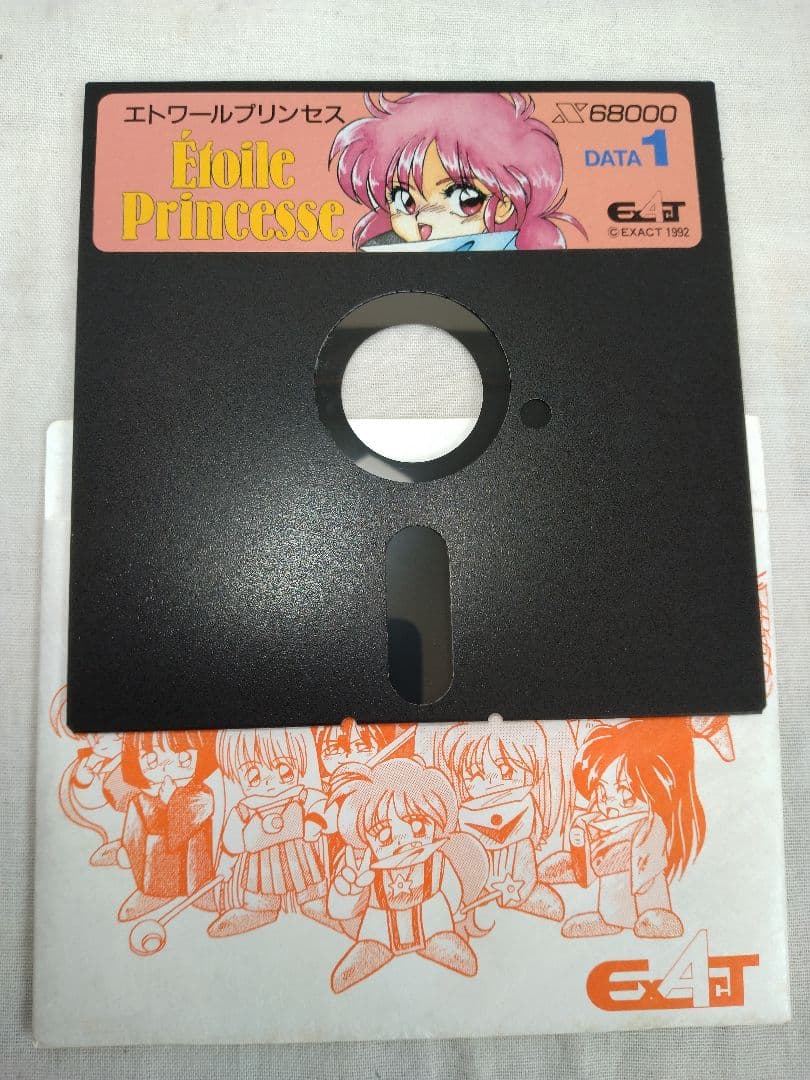 エトワールプリンセス
Étoile
Princesse
X68000
DATA 1
EXACT
© EXACT 1992
EXACT